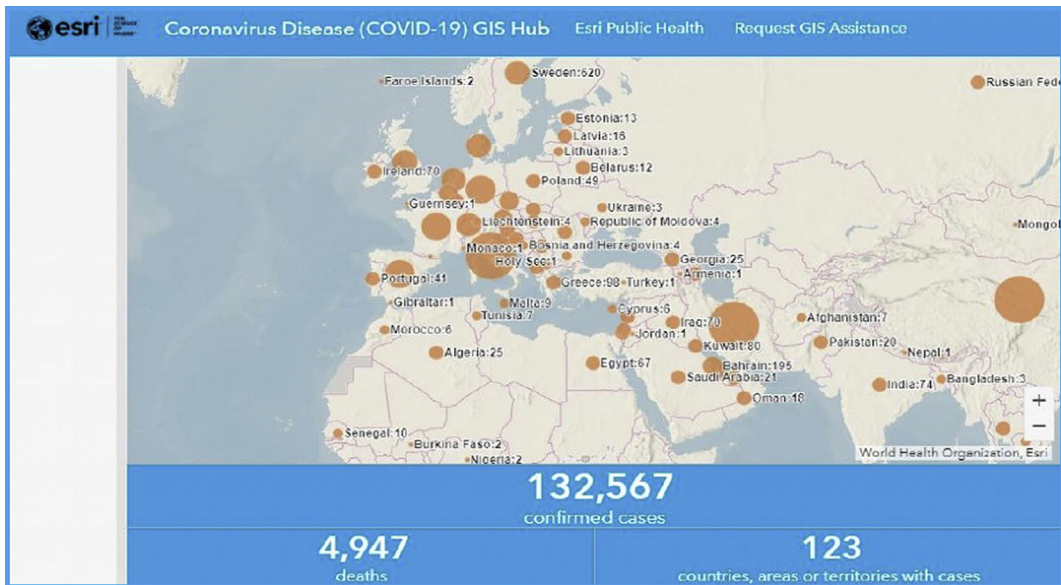 esri THE SCIENCE OF WHERE
Coronavirus Disease (COVID-19) GIS Hub
Esri Public Health
Request GIS Assistance
Faroe Islands:2
Sweden:620
Russian Fede
Estonia:13
Latvia:16
Lithuania:3
Ireland:70
Belarus:12
Poland:49
Guernsey:1
Ukraine:3
Liechtenstein:4
Republic of Moldova:4
Mongol
Monaco:1
Bosnia and Herzegovina:4
Holy See:1
Georgia:25
Armenia:1
Portugal:41
Greece:98
Turkey:1
Gibraltar:1
Malta:9
Tunisia:7
Cyprus:6
Afghanistan:7
Morocco:6
Jordan:1
Iraq:70
Kuwait:80
Pakistan:20
Algeria:25
Nepal:1
Egypt:67
Bahrain:195
Saudi Arabia:21
India:74
Bangladesh:3
Oman:18
+
−
Senegal:10
Burkina Faso:2
Nigeria:2
World Health Organization, Esri
132,567
confirmed cases
4,947
deaths
123
countries, areas or territories with cases